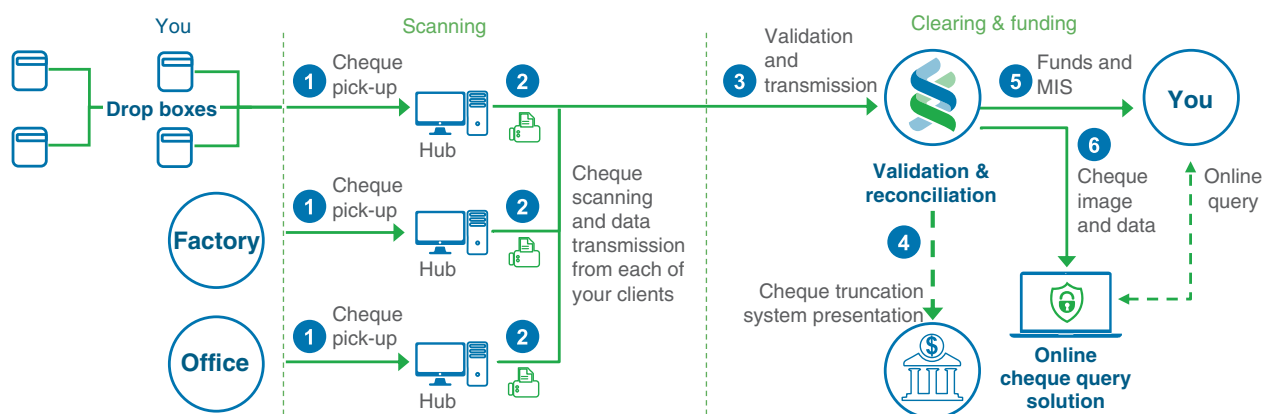 You
Scanning
Clearing & funding
Drop boxes
1
Cheque
pick-up
Hub
2
Factory
1
Cheque
pick-up
Hub
2
Office
1
Cheque
pick-up
Hub
2
Cheque
scanning
and data
transmission
from each of
your clients
3
Validation
and
transmission
Validation &
reconciliation
4
Cheque truncation
system presentation
$
5
Funds and
MIS
You
6
Cheque
image
and data
Online
query
Online
cheque query
solution